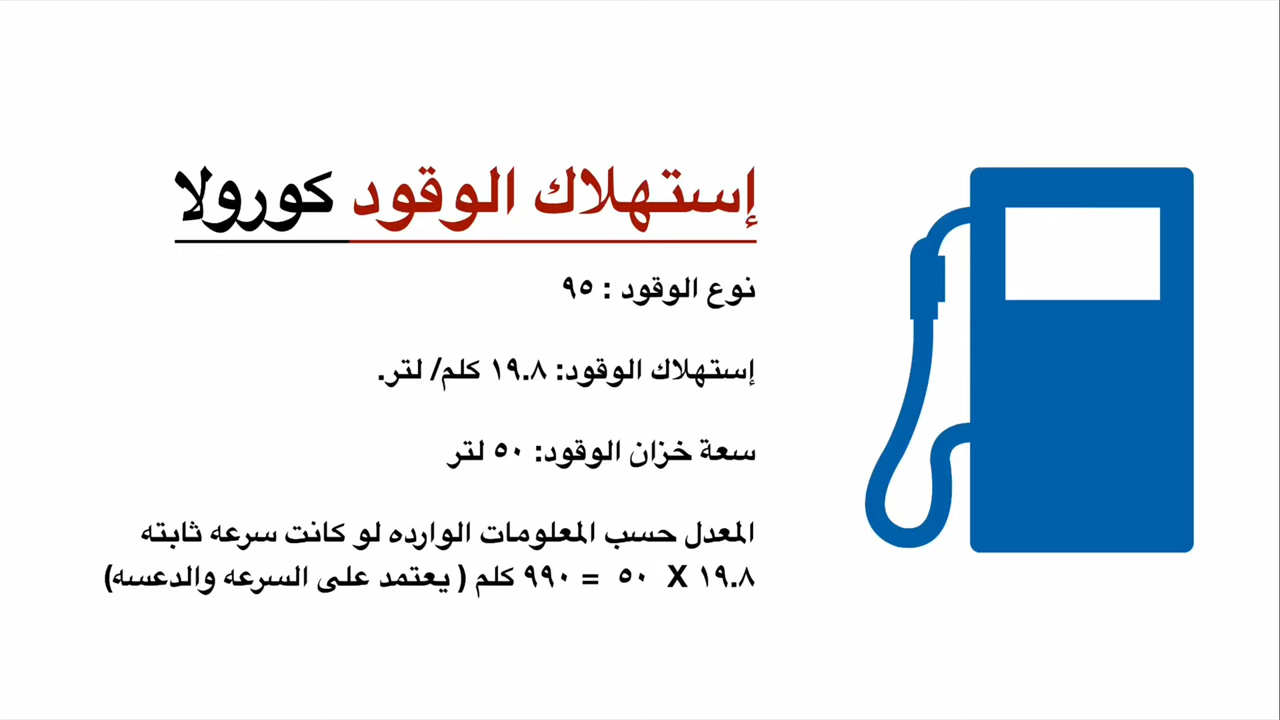 إستهلاك الوقود كورولا
نوع الوقود : ٩٥
إستهلاك الوقود: ١٩.٨ كلم/ لتر.
سعة خزان الوقود: ٥٠ لتر
المعدل حسب المعلومات الوارده لو كانت سرعه ثابته
١٩.٨ X ٥٠ = ٩٩٠ كلم ( يعتمد على السرعه والدعسه)